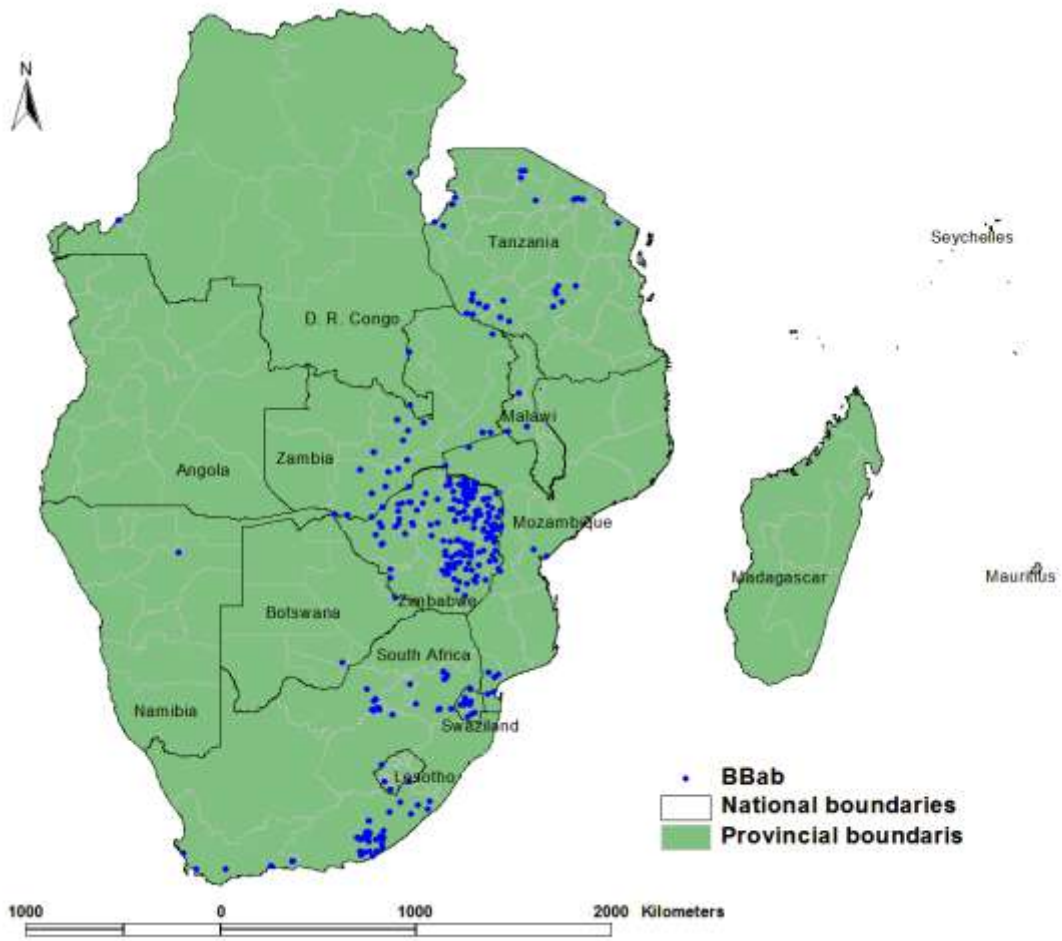 N
Tanzania
Seychelles
D. R. Congo
Malawi
Zambia
Angola
Mozambique
Madagascar
Mauritius
Zimbabwe
Botswana
South Africa
Namibia
Swaziland
Lesotho
BBab
National boundaries
Provincial boundaris
1000 0 1000 2000 Kilometers